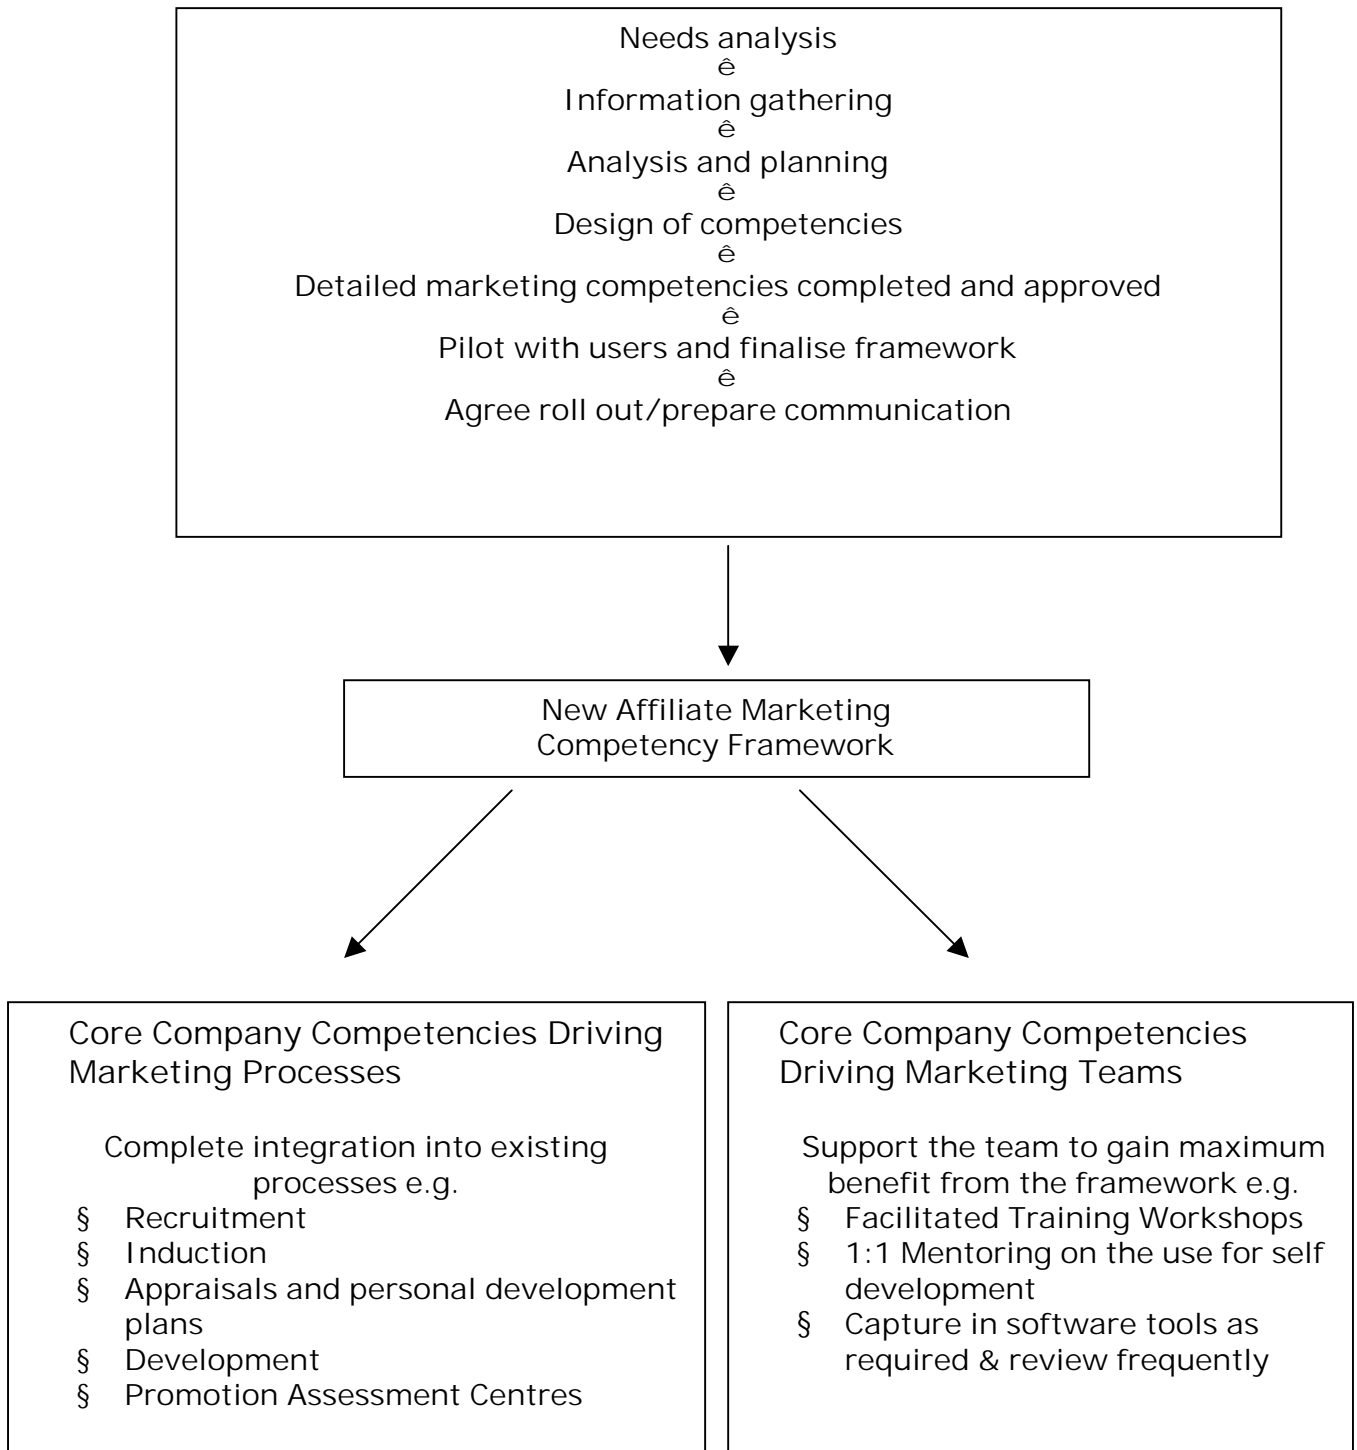 Needs analysis
ê
Information gathering
ê
Analysis and planning
ê
Design of competencies
ê
Detailed marketing competencies completed and approved
ê
Pilot with users and finalise framework
ê
Agree roll out/prepare communication
New Affiliate Marketing
Competency Framework
Core Company Competencies Driving
Marketing Processes
Complete integration into existing
processes e.g.
§ Recruitment
§ Induction
§ Appraisals and personal development
plans
§ Development
§ Promotion Assessment Centres
Core Company Competencies
Driving Marketing Teams
Support the team to gain maximum
benefit from the framework e.g.
§ Facilitated Training Workshops
§ 1:1 Mentoring on the use for self
development
§ Capture in software tools as
required & review frequently